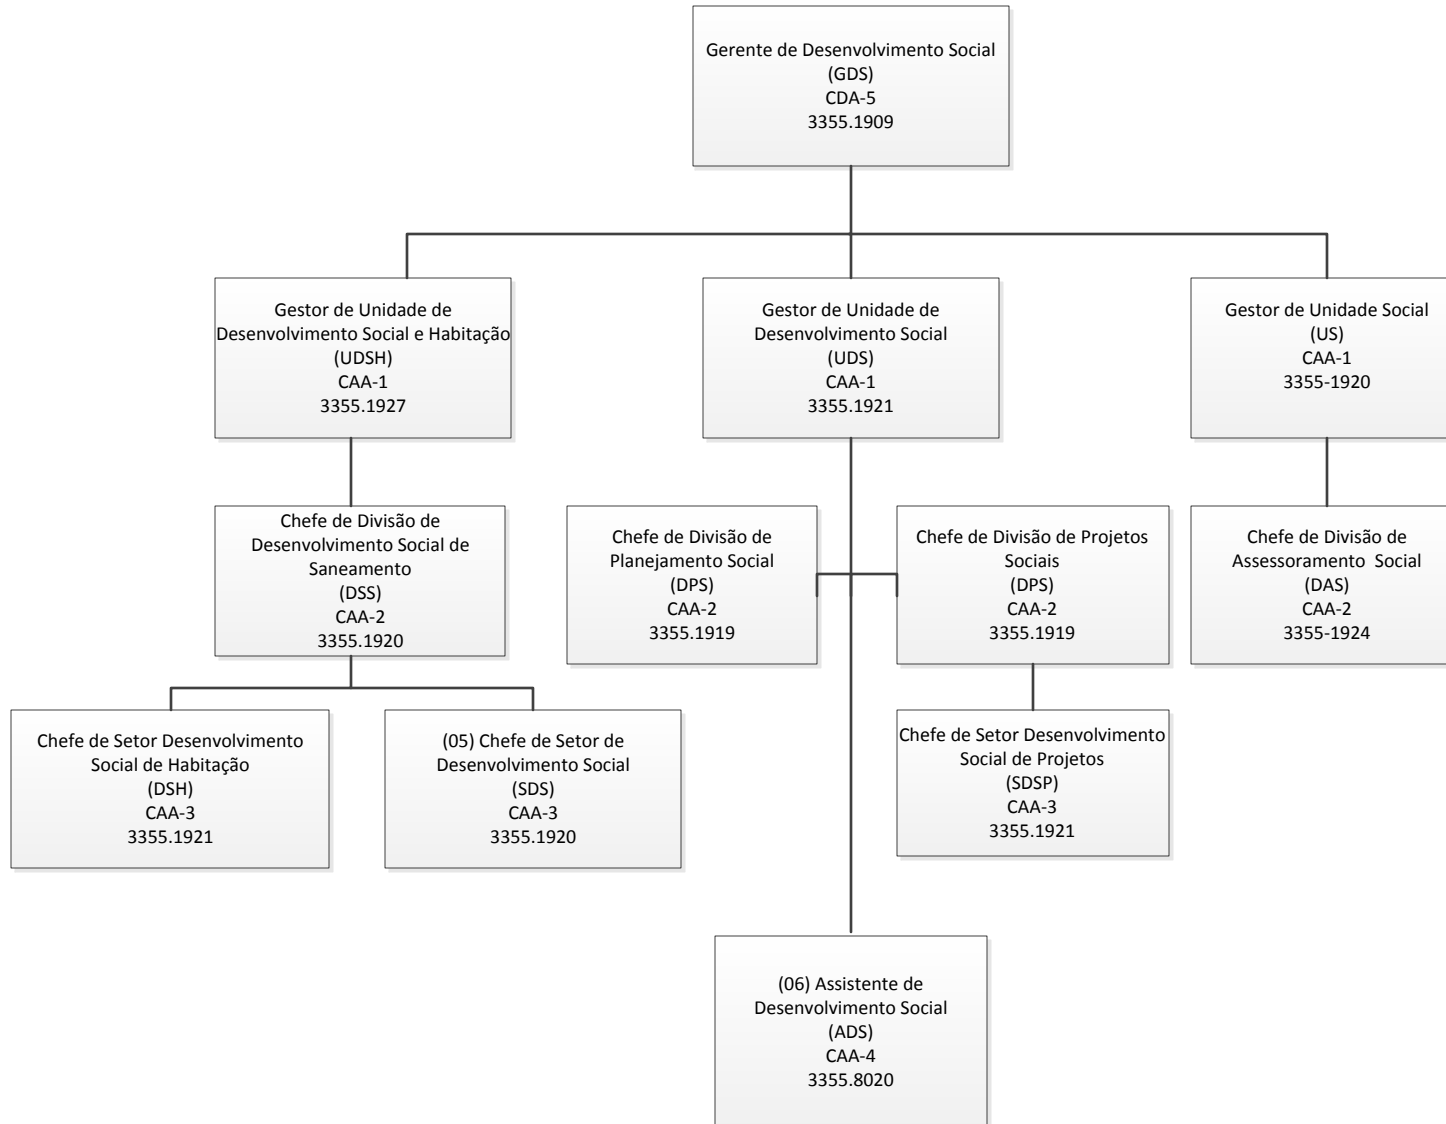 Gerente de Desenvolvimento Social
(GDS)
CDA-5
3355.1909
Gestor de Unidade de
Desenvolvimento Social e Habitação
(UDSH)
CAA-1
3355.1927
Gestor de Unidade de
Desenvolvimento Social
(UDS)
CAA-1
3355.1921
Gestor de Unidade Social
(US)
CAA-1
3355-1920
Chefe de Divisão de
Desenvolvimento Social de
Saneamento
(DSS)
CAA-2
3355.1920
Chefe de Divisão de
Planejamento Social
(DPS)
CAA-2
3355.1919
Chefe de Divisão de Projetos
Sociais
(DPS)
CAA-2
3355.1919
Chefe de Divisão de
Assessoramento  Social
(DAS)
CAA-2
3355-1924
Chefe de Setor Desenvolvimento
Social de Habitação
(DSH)
CAA-3
3355.1921
(05) Chefe de Setor de
Desenvolvimento Social
(SDS)
CAA-3
3355.1920
Chefe de Setor Desenvolvimento
Social de Projetos
(SDSP)
CAA-3
3355.1921
(06) Assistente de
Desenvolvimento Social
(ADS)
CAA-4
3355.8020